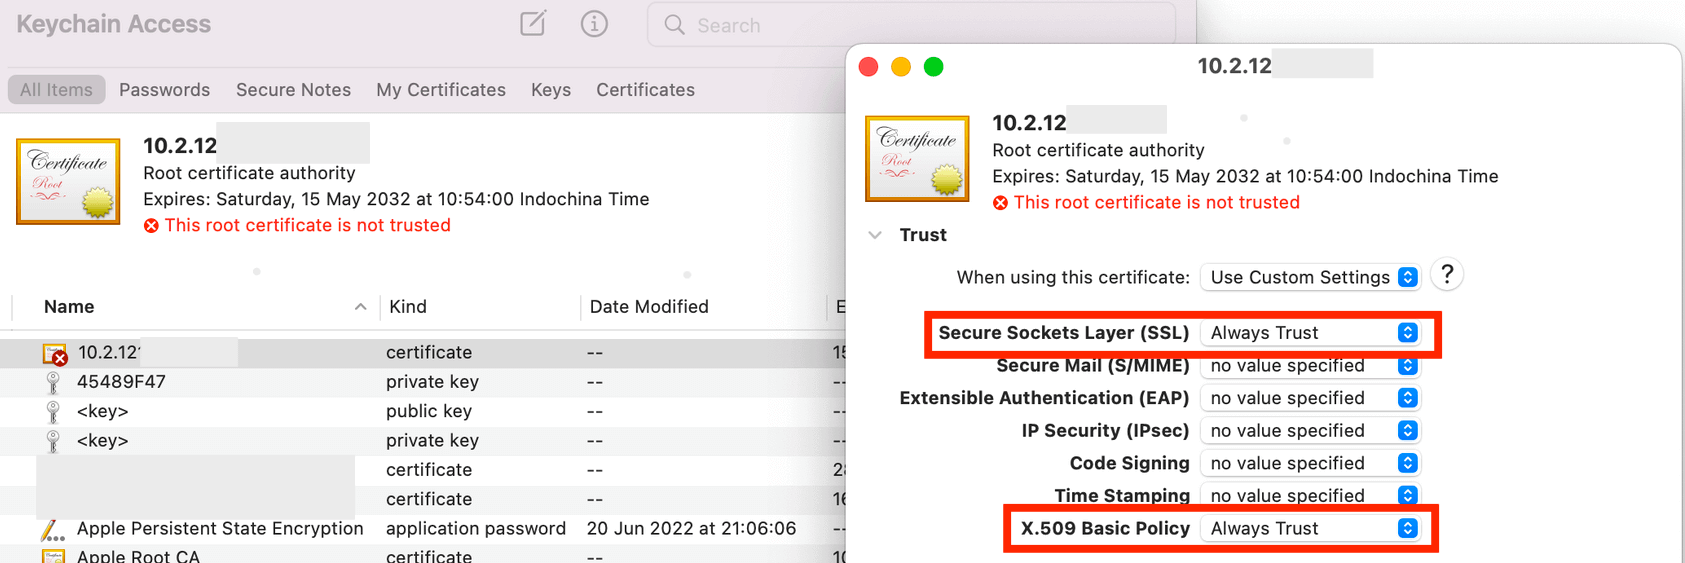 Keychain Access
Search
All Items Passwords Secure Notes My Certificates Keys Certificates
Certificate
Root
10.2.12
Root certificate authority
Expires: Saturday, 15 May 2032 at 10:54:00 Indochina Time
This root certificate is not trusted
Name Kind Date Modified E
10.2.12 certificate -- 15
45489F47 private key --
<key> public key --
<key> private key --
certificate -- 28
certificate -- 16
Apple Persistent State Encryption application password 20 Jun 2022 at 21:06:06 --
Apple Root CA certificate -- 10
10.2.12
Certificate
Root
10.2.12
Root certificate authority
Expires: Saturday, 15 May 2032 at 10:54:00 Indochina Time
This root certificate is not trusted
Trust
When using this certificate: Use Custom Settings ?
Secure Sockets Layer (SSL) Always Trust
Secure Mail (S/MIME) no value specified
Extensible Authentication (EAP) no value specified
IP Security (IPsec) no value specified
Code Signing no value specified
Time Stamping no value specified
X.509 Basic Policy Always Trust